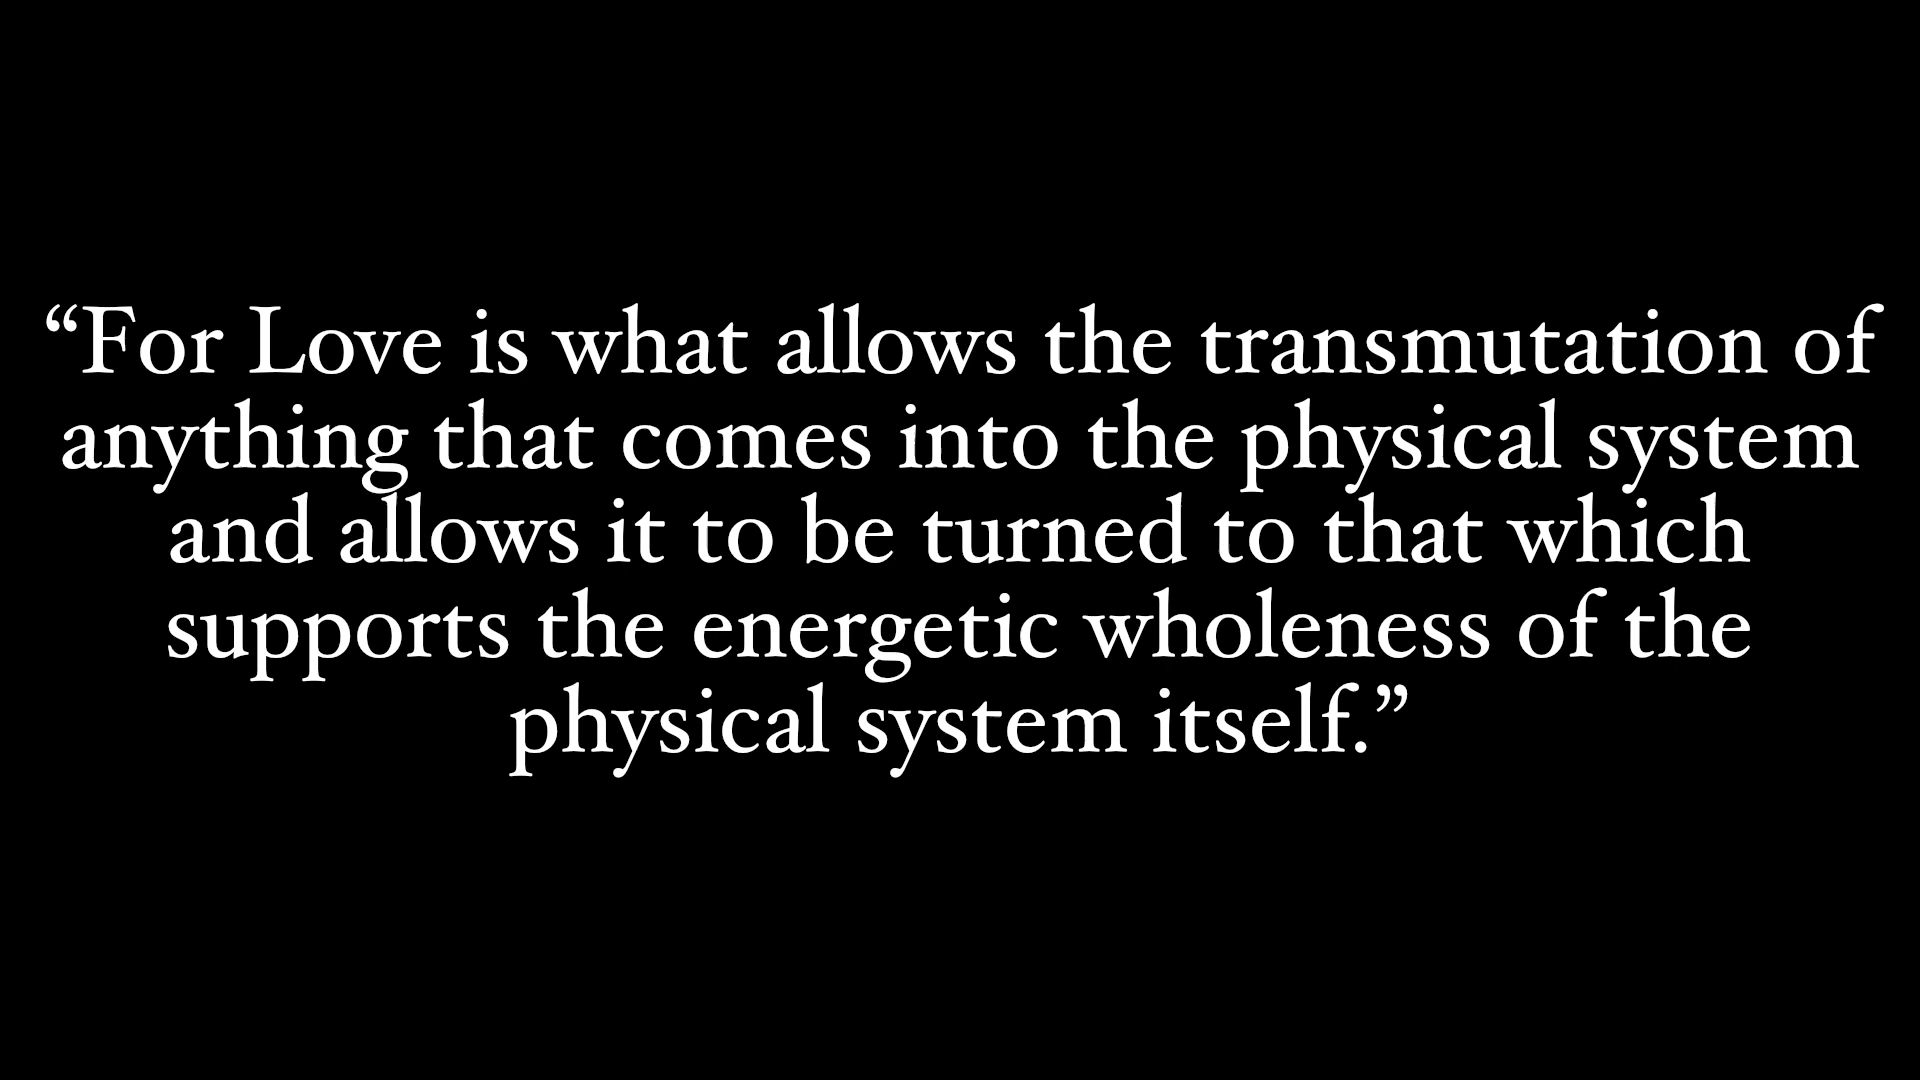 “For Love is what allows the transmutation of
anything that comes into the physical system
and allows it to be turned to that which
supports the energetic wholeness of the
physical system itself.”